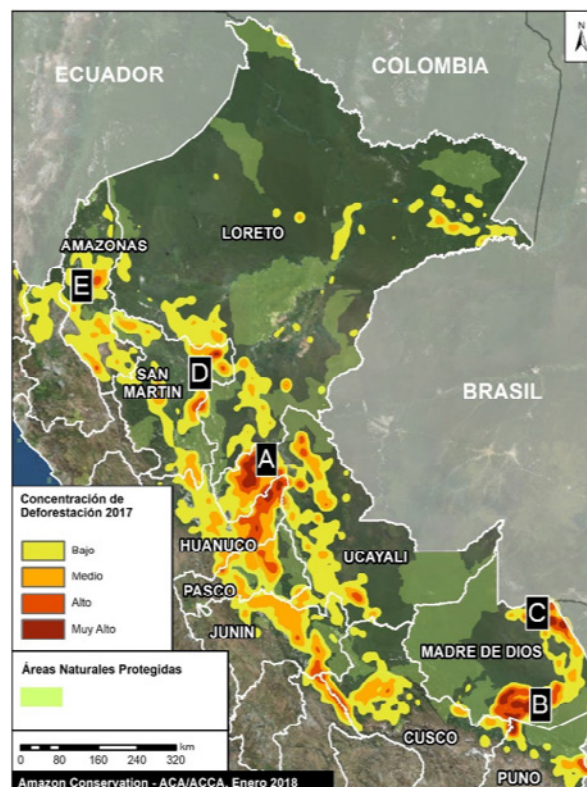 N
ECUADOR
COLOMBIA
LORETO
AMAZONAS
E
SAN
MARTIN
D
BRASIL
A
Concentración de
Deforestación 2017
Bajo
Medio
Alto
Muy Alto
Áreas Naturales Protegidas
0 80 160 240 320 km
HUANUCO
UCAYALI
PASCO
JUNIN
C
MADRE DE DIOS
B
CUSCO
PUNO
Amazon Conservation - ACA/ACCA, Enero 2018